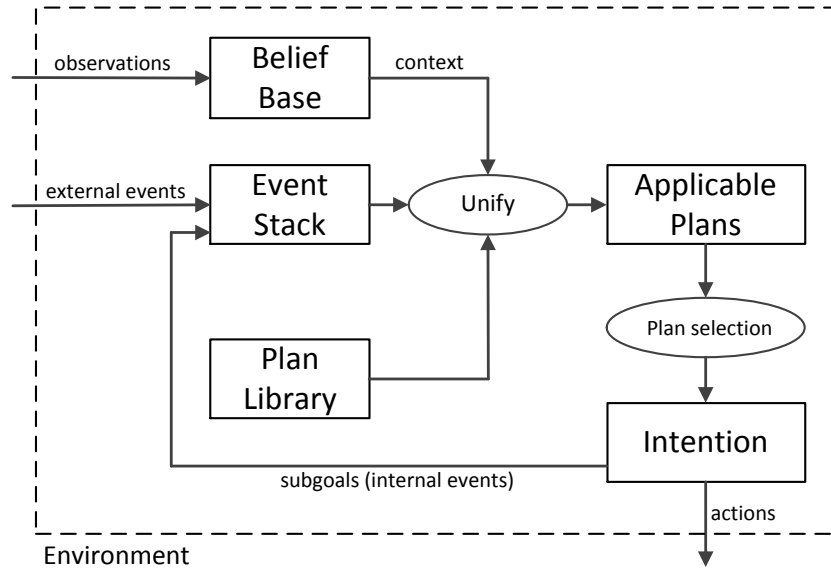 observations
Belief
Base
context
external events
Event
Stack
Unify
Applicable
Plans
Plan selection
Plan
Library
Intention
subgoals (internal events)
actions
Environment